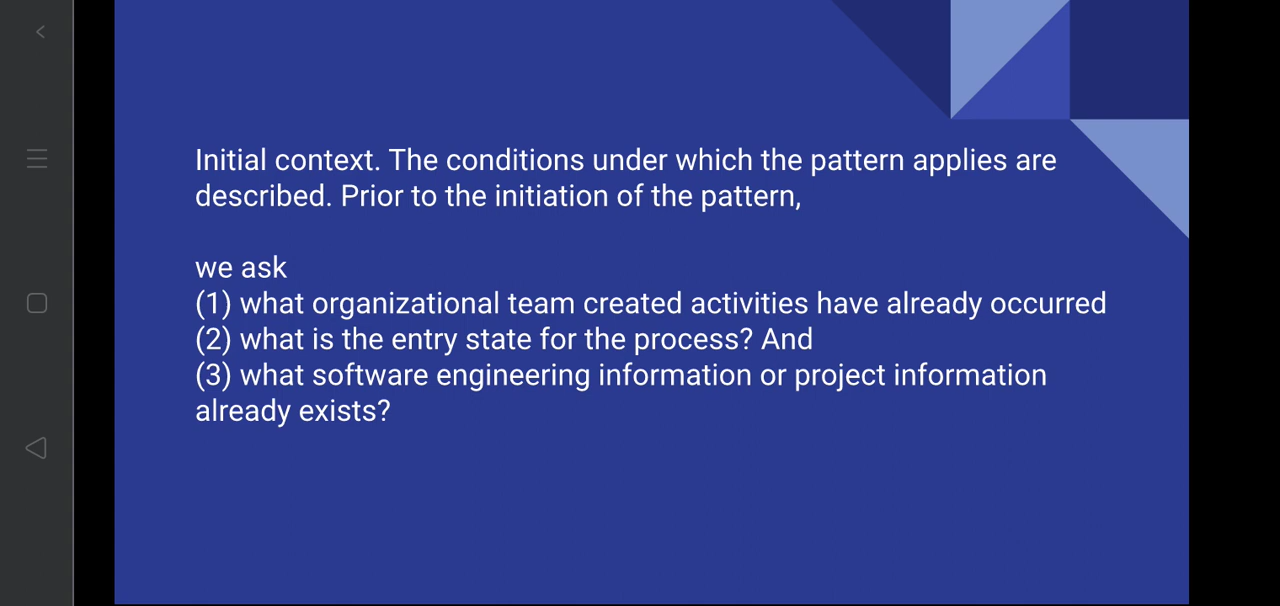 Initial context. The conditions under which the pattern applies are
described. Prior to the initiation of the pattern,
we ask
(1) what organizational team created activities have already occurred
(2) what is the entry state for the process? And
(3) what software engineering information or project information
already exists?